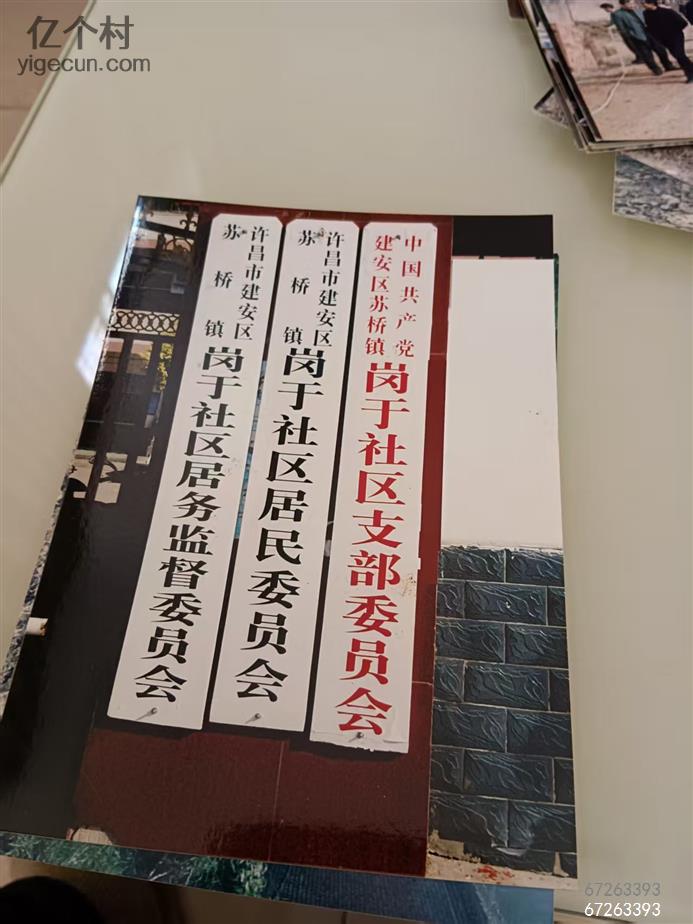 亿个村
yigecun.com
中国共产党
建安区苏桥镇
岗于社区支部委员会
许昌市建安区
苏桥镇
岗于社区居民委员会
许昌市建安区
苏桥镇
岗于社区居务监督委员会
67263393
67263393